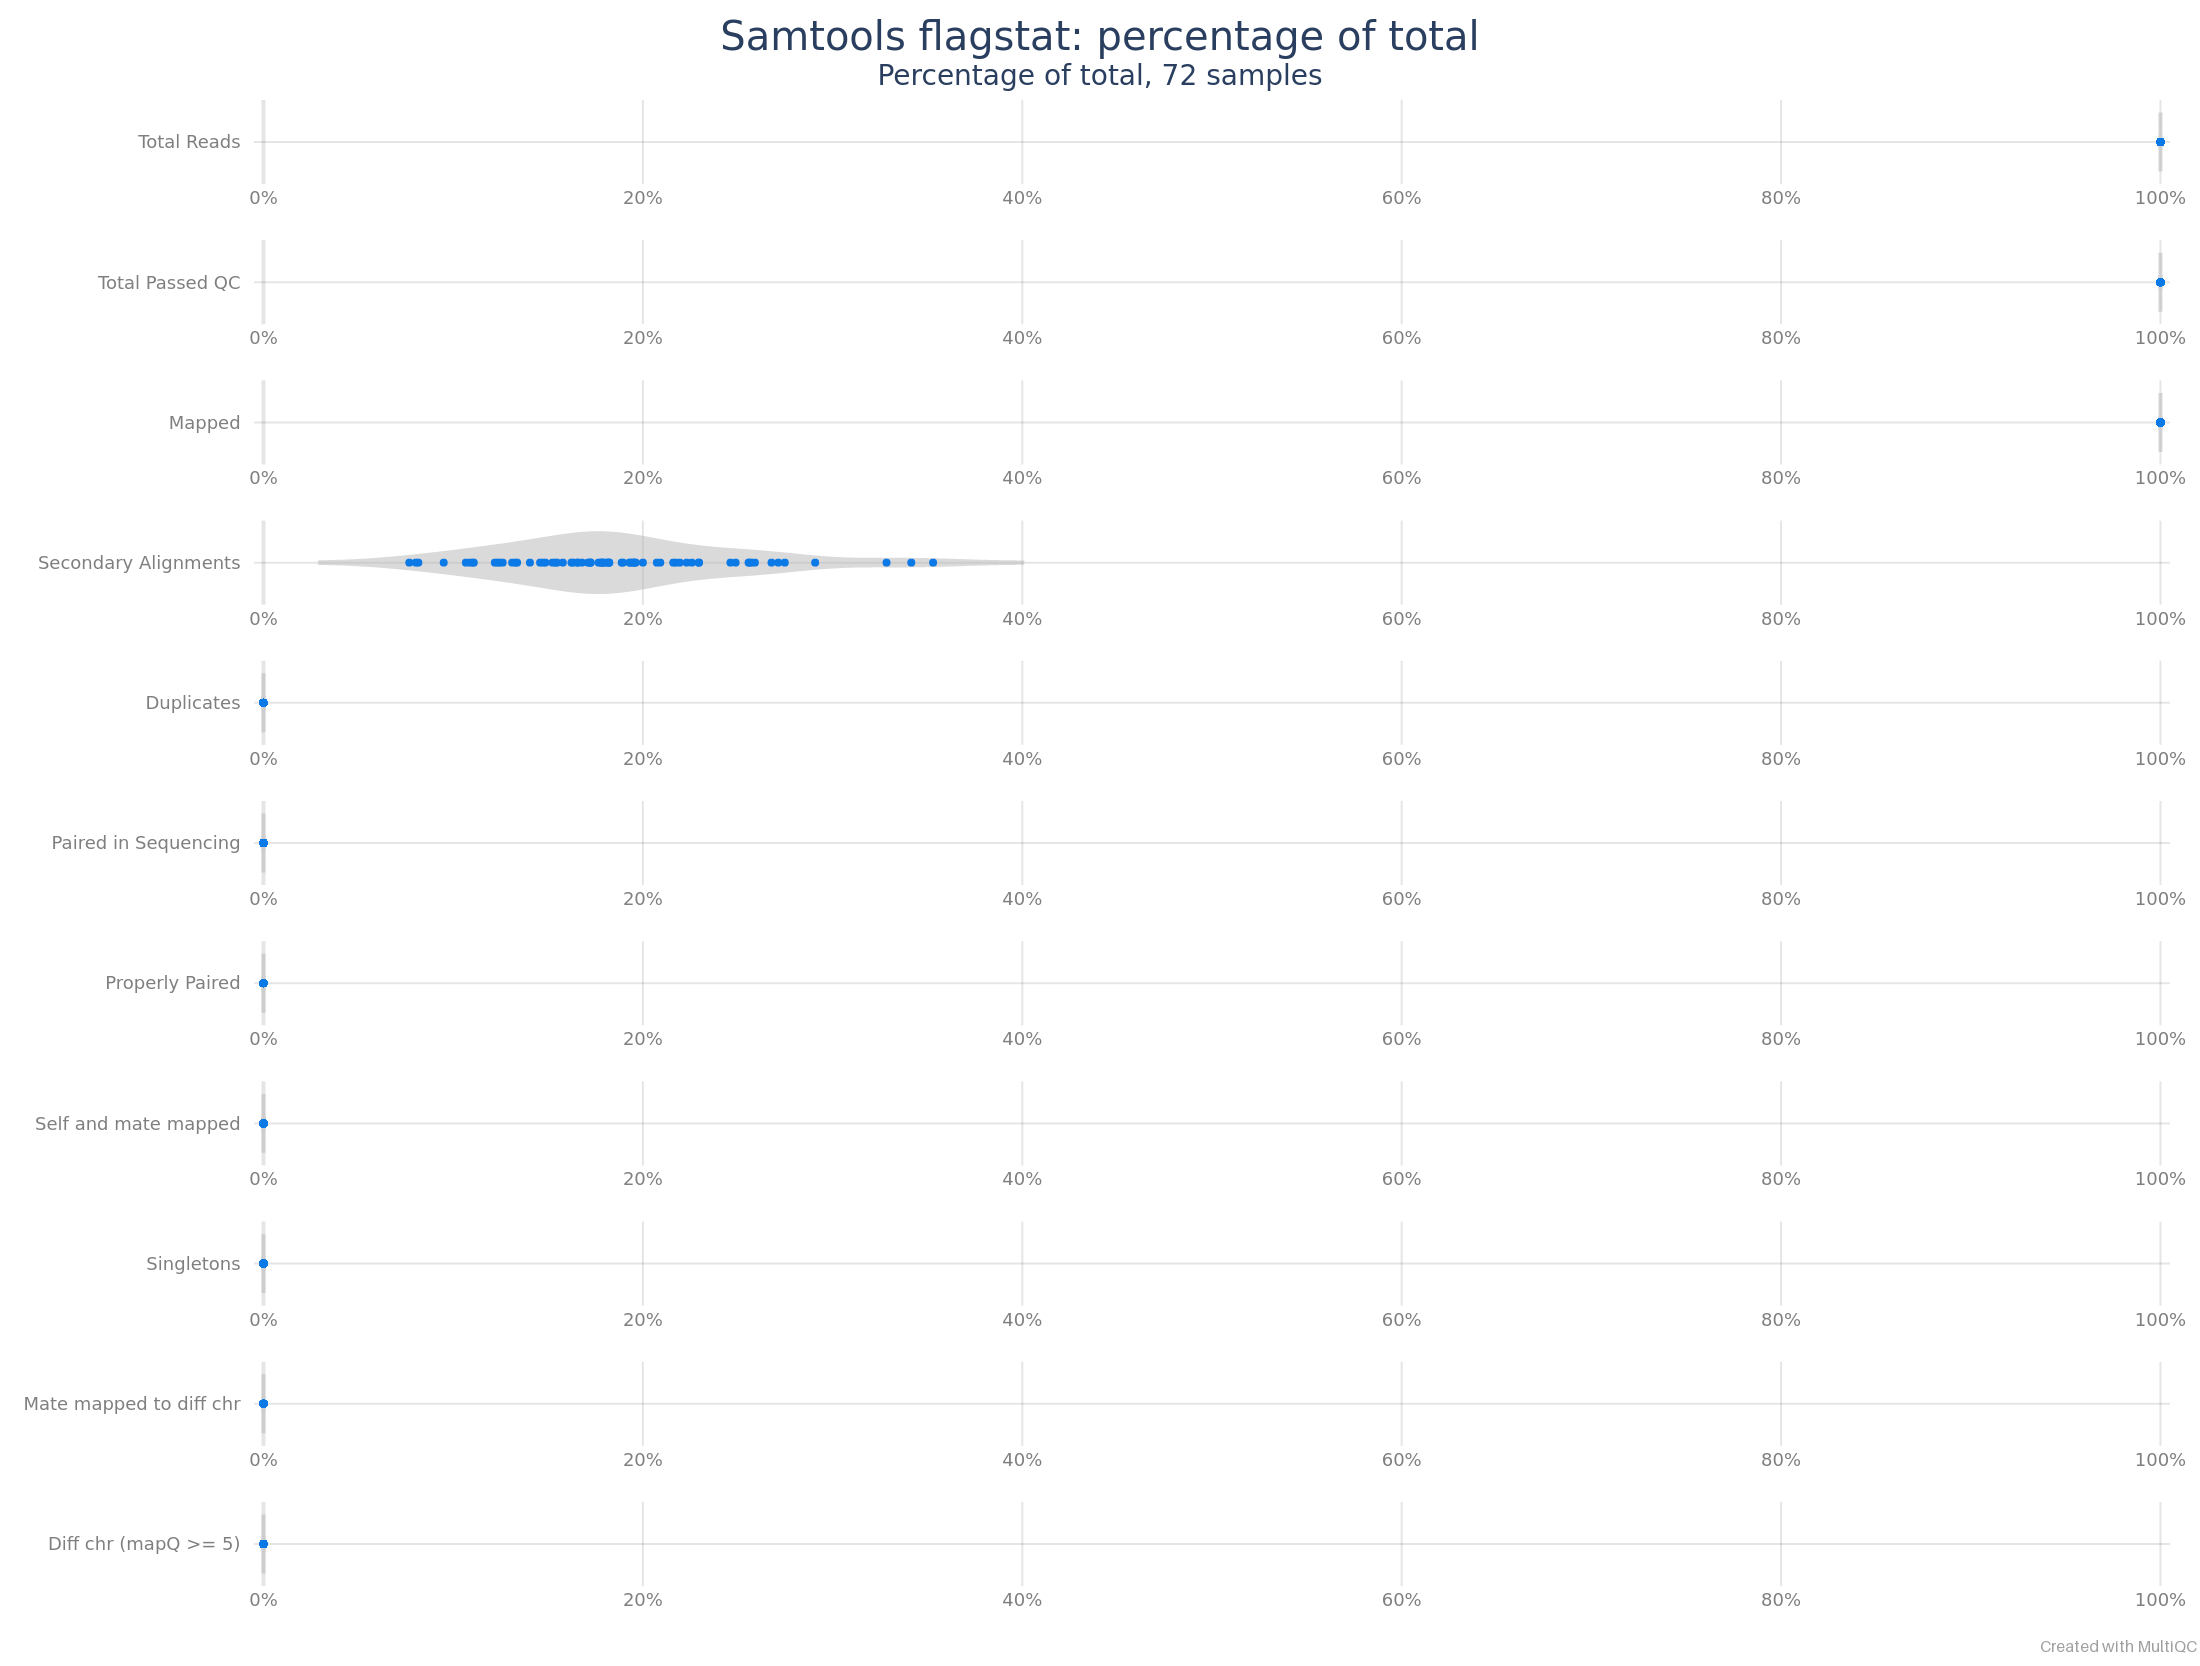 Samtools flagstat: percentage of total
Percentage of total, 72 samples
Total Reads
0% 20% 40% 60% 80% 100%
Total Passed QC
0% 20% 40% 60% 80% 100%
Mapped
0% 20% 40% 60% 80% 100%
Secondary Alignments
0% 20% 40% 60% 80% 100%
Duplicates
0% 20% 40% 60% 80% 100%
Paired in Sequencing
0% 20% 40% 60% 80% 100%
Properly Paired
0% 20% 40% 60% 80% 100%
Self and mate mapped
0% 20% 40% 60% 80% 100%
Singletons
0% 20% 40% 60% 80% 100%
Mate mapped to diff chr
0% 20% 40% 60% 80% 100%
Diff chr (mapQ >= 5)
0% 20% 40% 60% 80% 100%
Created with MultiQC